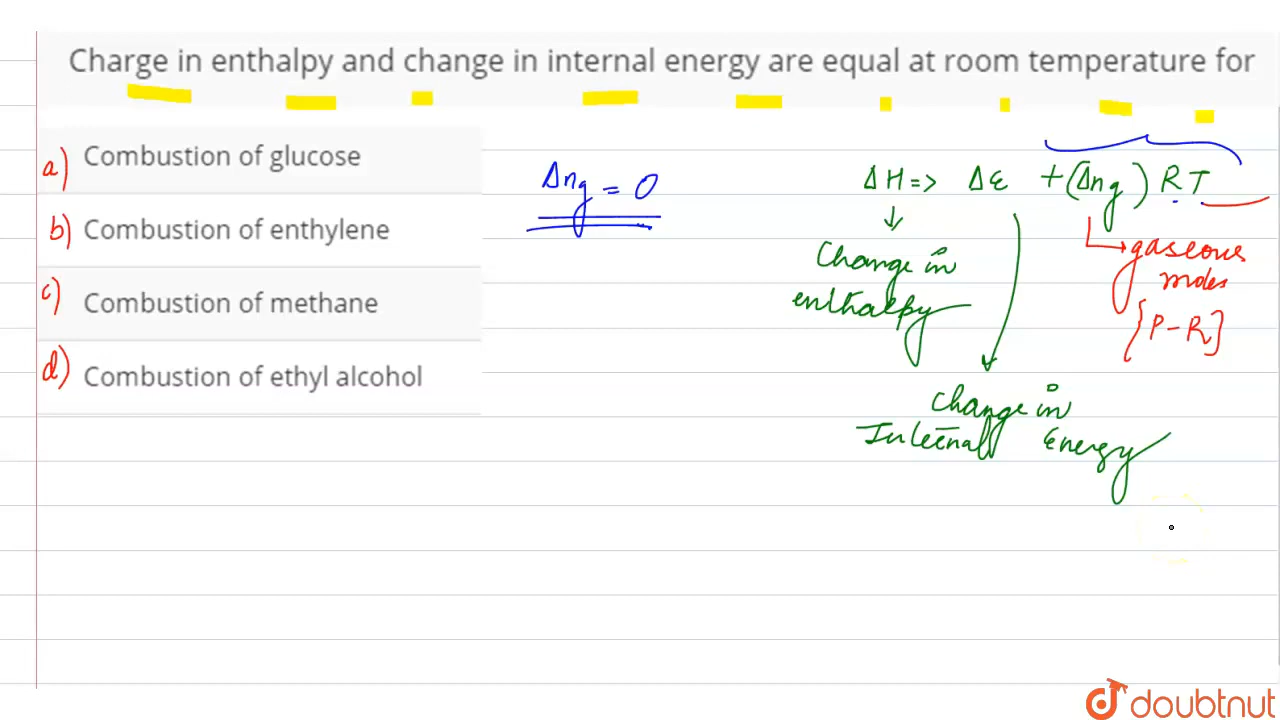 Charge in enthalpy and change in internal energy are equal at room temperature for
a) Combustion of glucose
b) Combustion of enthylene
c) Combustion of methane
d) Combustion of ethyl alcohol
Δng = 0
ΔH => Δε +(Δng) RT
Change in
enthalpy
gaseous
moles
{P-R]
Change in
Internal Energy
doubtnut